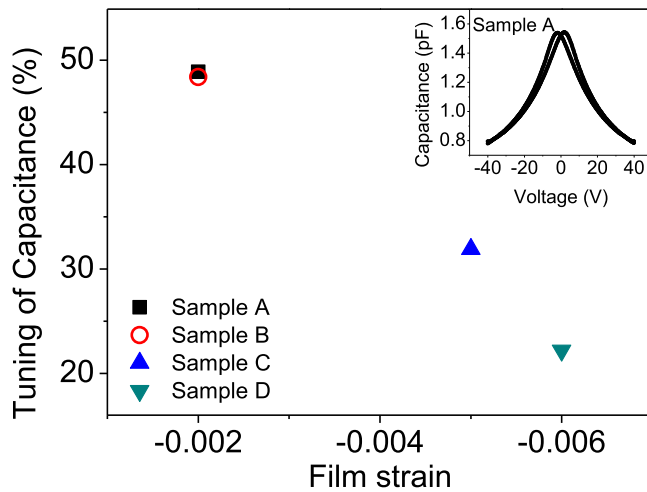 Tuning of Capacitance (%)
50
40
30
20
Sample A
Sample B
Sample C
Sample D
-0.002
-0.004
-0.006
Film strain
Sample A
Capacitance (pF)
1.6
1.4
1.2
1.0
0.8
-40
-20
0
20
40
Voltage (V)